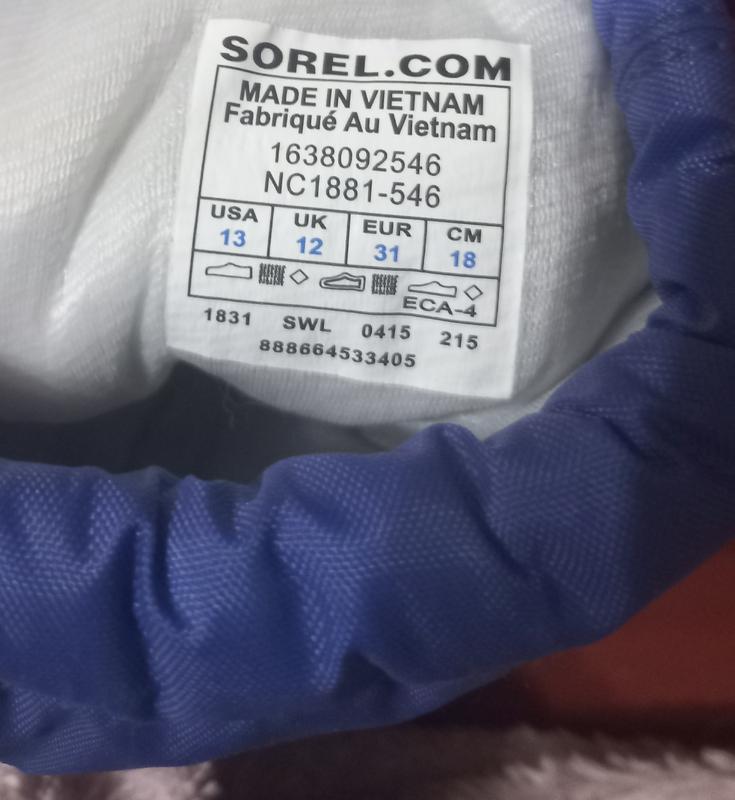 SOREL.COM
MADE IN VIETNAM
Fabriqué Au Vietnam
1638092546
NC1881-546
USA UK EUR CM
13 12 31 18
ECA-4
1831 SWL 0415 215
888664533405